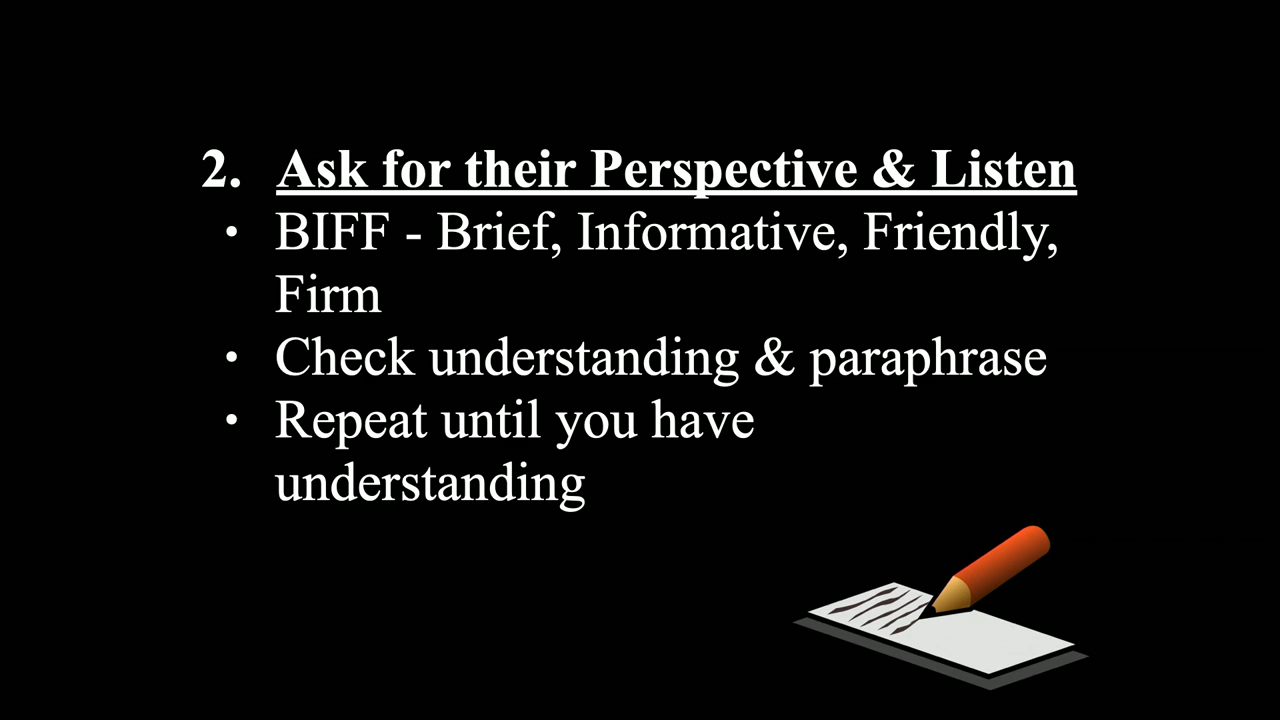 2. Ask for their Perspective & Listen
• BIFF - Brief, Informative, Friendly,
Firm
• Check understanding & paraphrase
• Repeat until you have
understanding